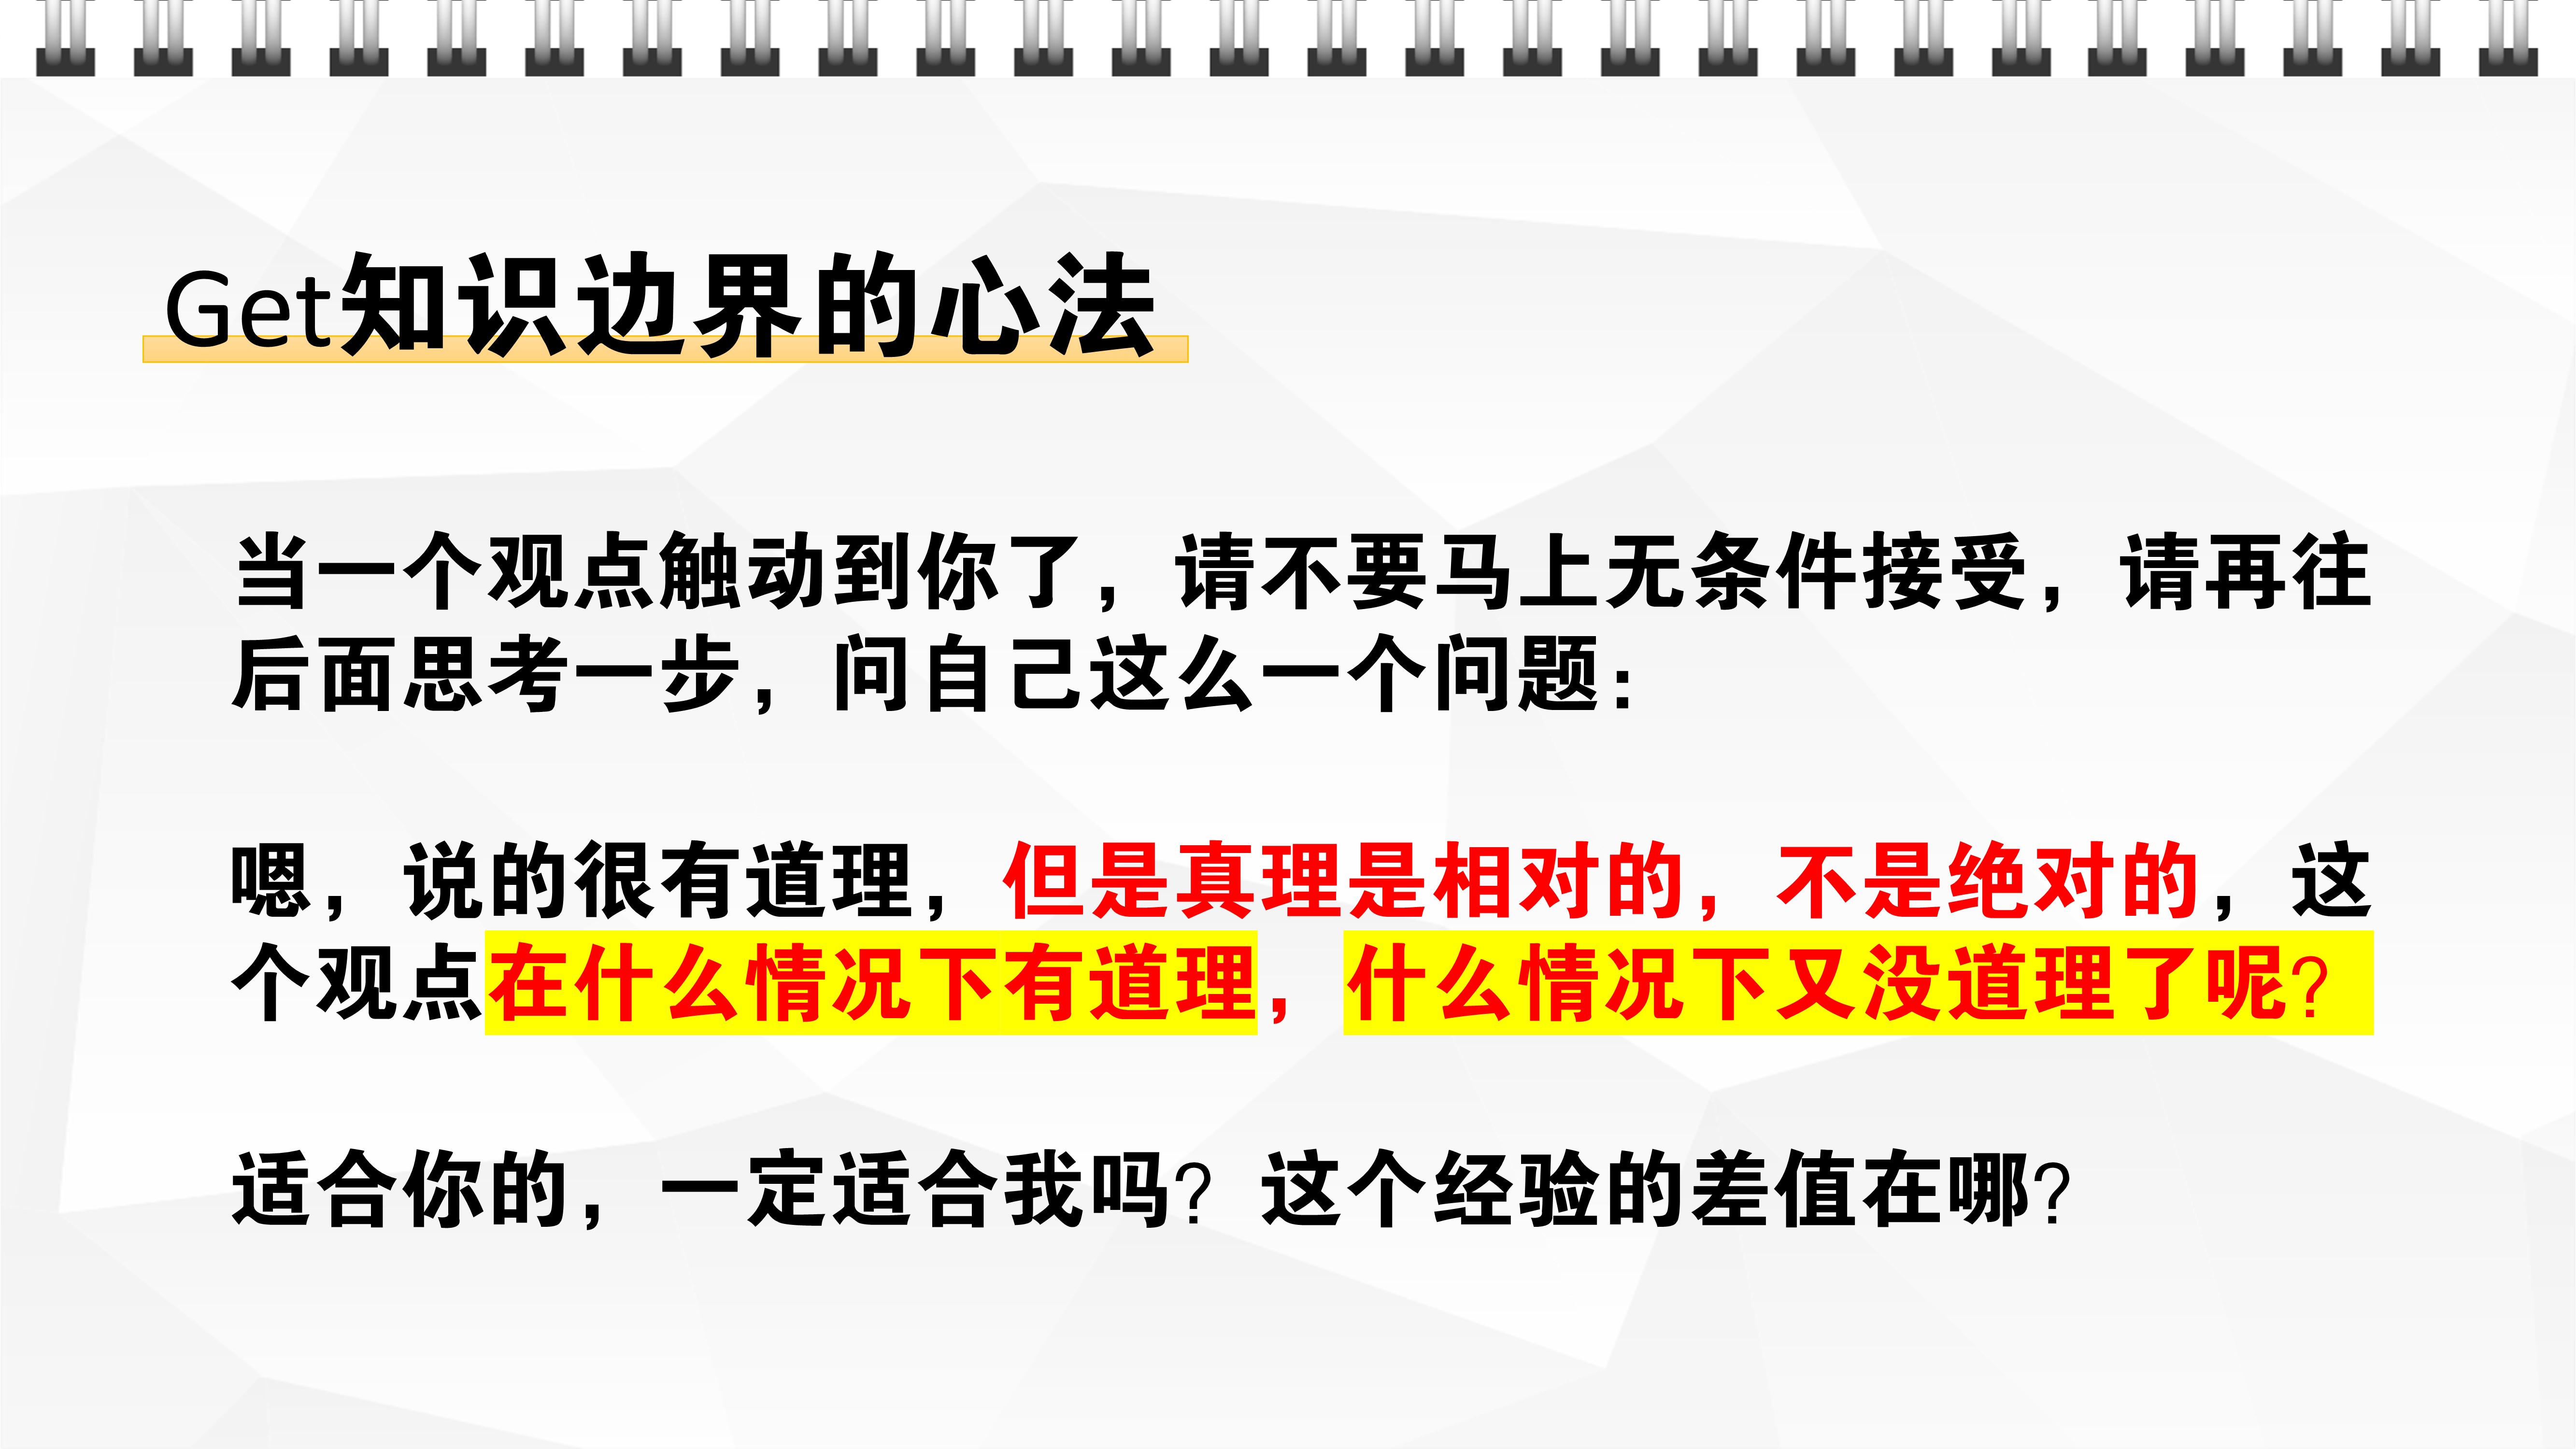 Get知识边界的心法
当一个观点触动到你了，请不要马上无条件接受，请再往
后面思考一步，问自己这么一个问题：
嗯，说的很有道理，但是真理是相对的，不是绝对的，这
个观点在什么情况下有道理，什么情况下又没道理了呢？
适合你的，一定适合我吗？这个经验的差值在哪？